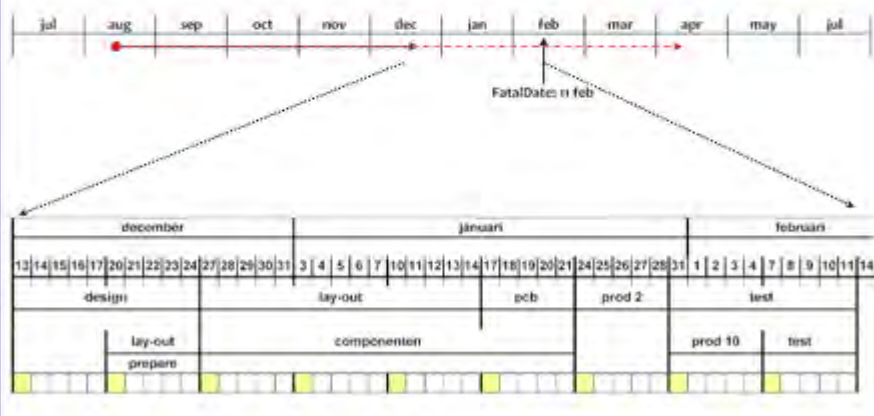 jul aug sep oct nov dec jan feb mar apr may jul
FatalDate: 11 feb
december januari februari
13 14 15 16 17 20 21 22 23 24 27 28 29 30 31 3 4 5 6 7 10 11 12 13 14 17 18 19 20 21 24 25 26 27 28 31 1 2 3 4 7 8 9 10 11 14
design lay-out pcb prod 2 test
lay-out componenten prod 10 test
prepare